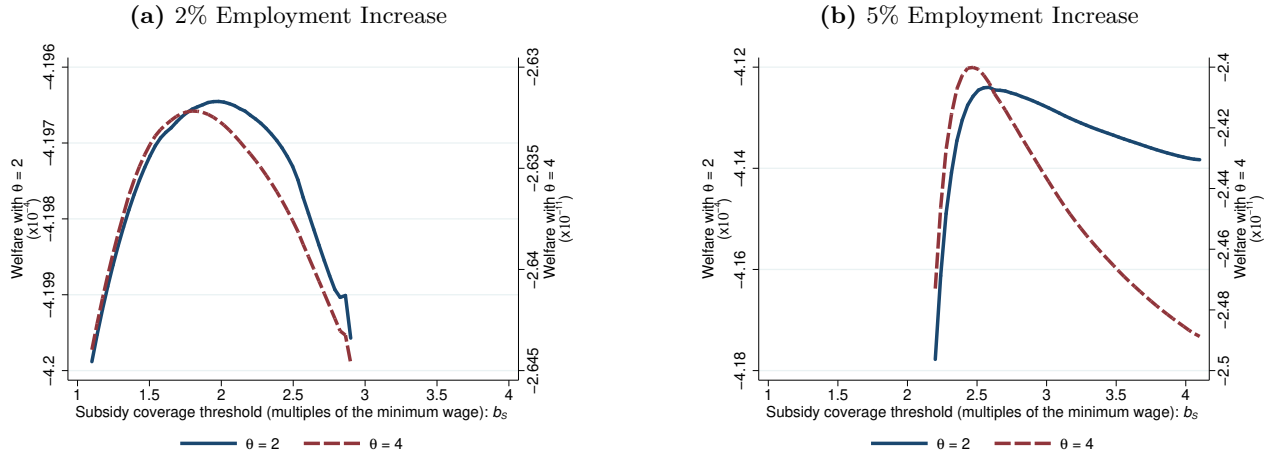 (a) 2% Employment Increase
Welfare with θ = 2
(x10⁻⁴)
-4.196
-4.197
-4.198
-4.199
-4.2
-2.63
-2.635
-2.64
-2.645
Welfare with θ = 4
(x10⁻¹¹)
1 1.5 2 2.5 3 3.5 4
Subsidy coverage threshold (multiples of the minimum wage): bₛ
θ = 2 θ = 4
(b) 5% Employment Increase
Welfare with θ = 2
(x10⁻⁴)
-4.12
-4.14
-4.16
-4.18
-2.4
-2.42
-2.44
-2.46
-2.48
-2.5
Welfare with θ = 4
(x10⁻¹¹)
1 1.5 2 2.5 3 3.5 4
Subsidy coverage threshold (multiples of the minimum wage): bₛ
θ = 2 θ = 4